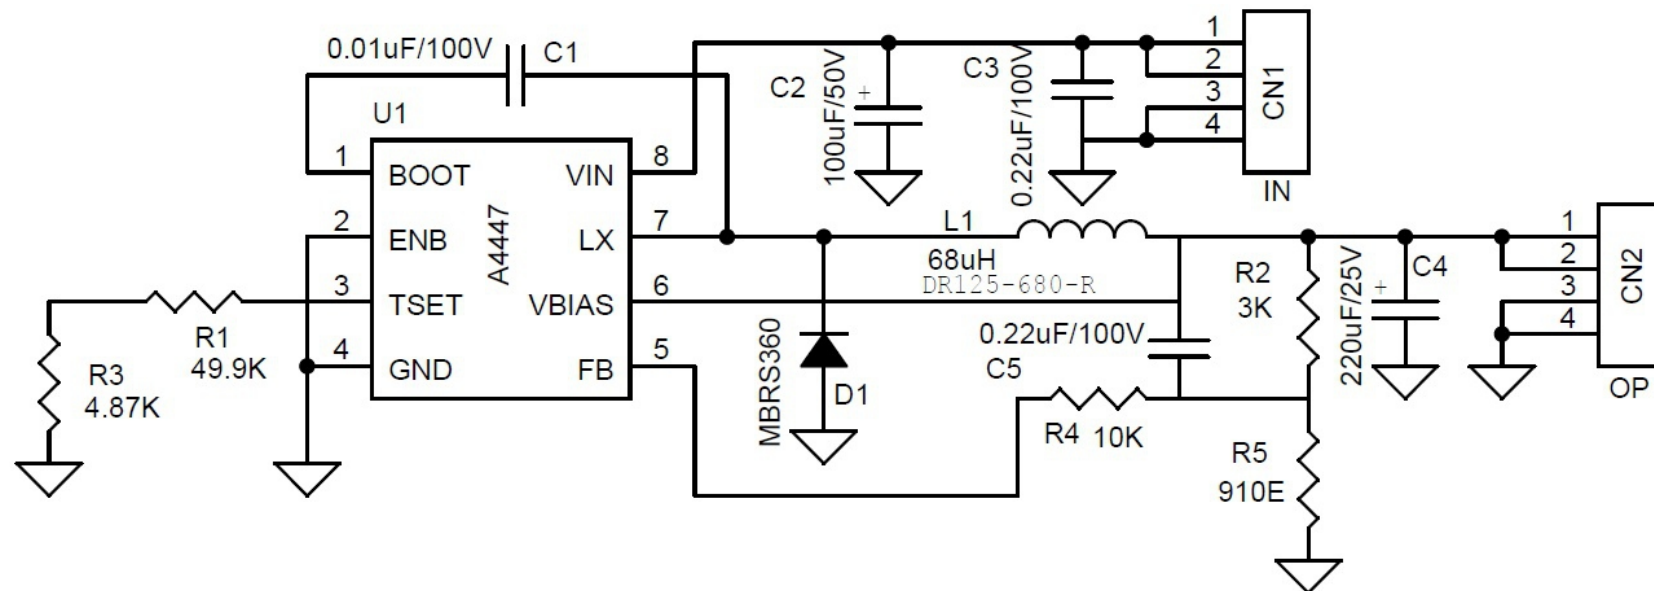 0.01uF/100V
C1
U1
1
BOOT
2
ENB
3
TSET
4
GND
A4447
VIN
8
LX
7
VBIAS
6
FB
5
R1
49.9K
R3
4.87K
C2
100uF/50V
+
C3
0.22uF/100V
1
2
3
4
CN1
IN
L1
68uH
DR125-680-R
MBRS360
D1
0.22uF/100V
C5
R4 10K
R2
3K
R5
910E
220uF/25V
+
C4
1
2
3
4
CN2
OP